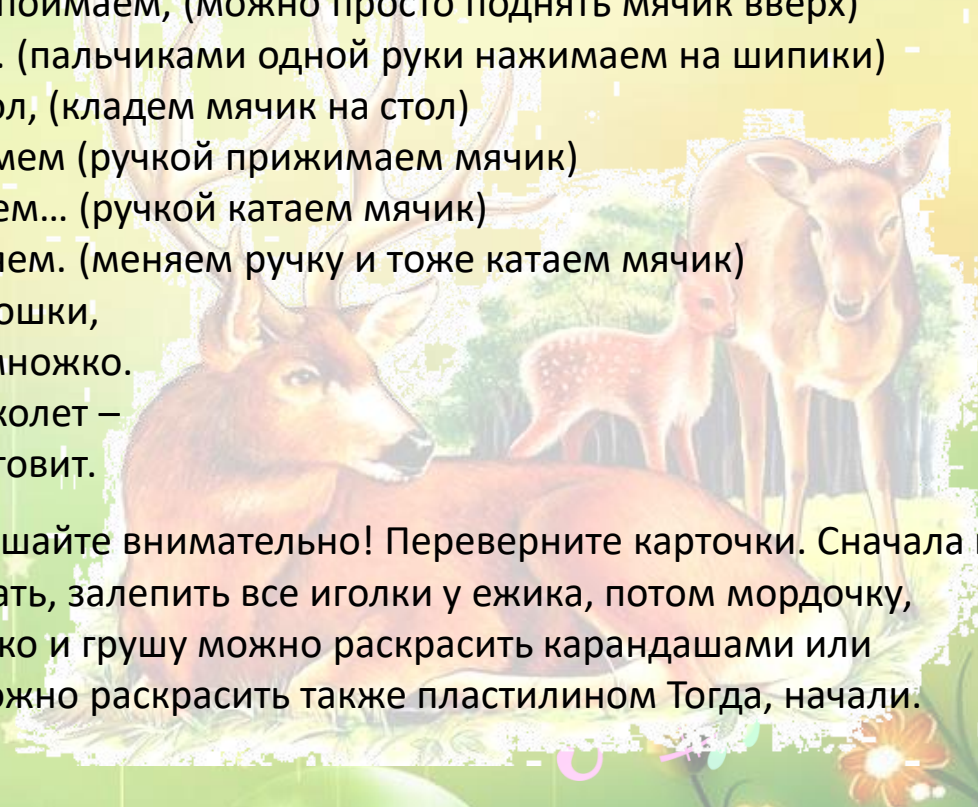 поймаем, (можно просто поднять мячик вверх)
. (пальчиками одной руки нажимаем на шипики)
ол, (кладем мячик на стол)
мем (ручкой прижимаем мячик)
ем... (ручкой катаем мячик)
ем. (меняем ручку и тоже катаем мячик)
ошки,
множко.
колет –
товит.
шайте внимательно! Переверните карточки. Сначала
ать, залепить все иголки у ежика, потом мордочку,
ко и грушу можно раскрасить карандашами или
ожно раскрасить также пластилином Тогда, начали.